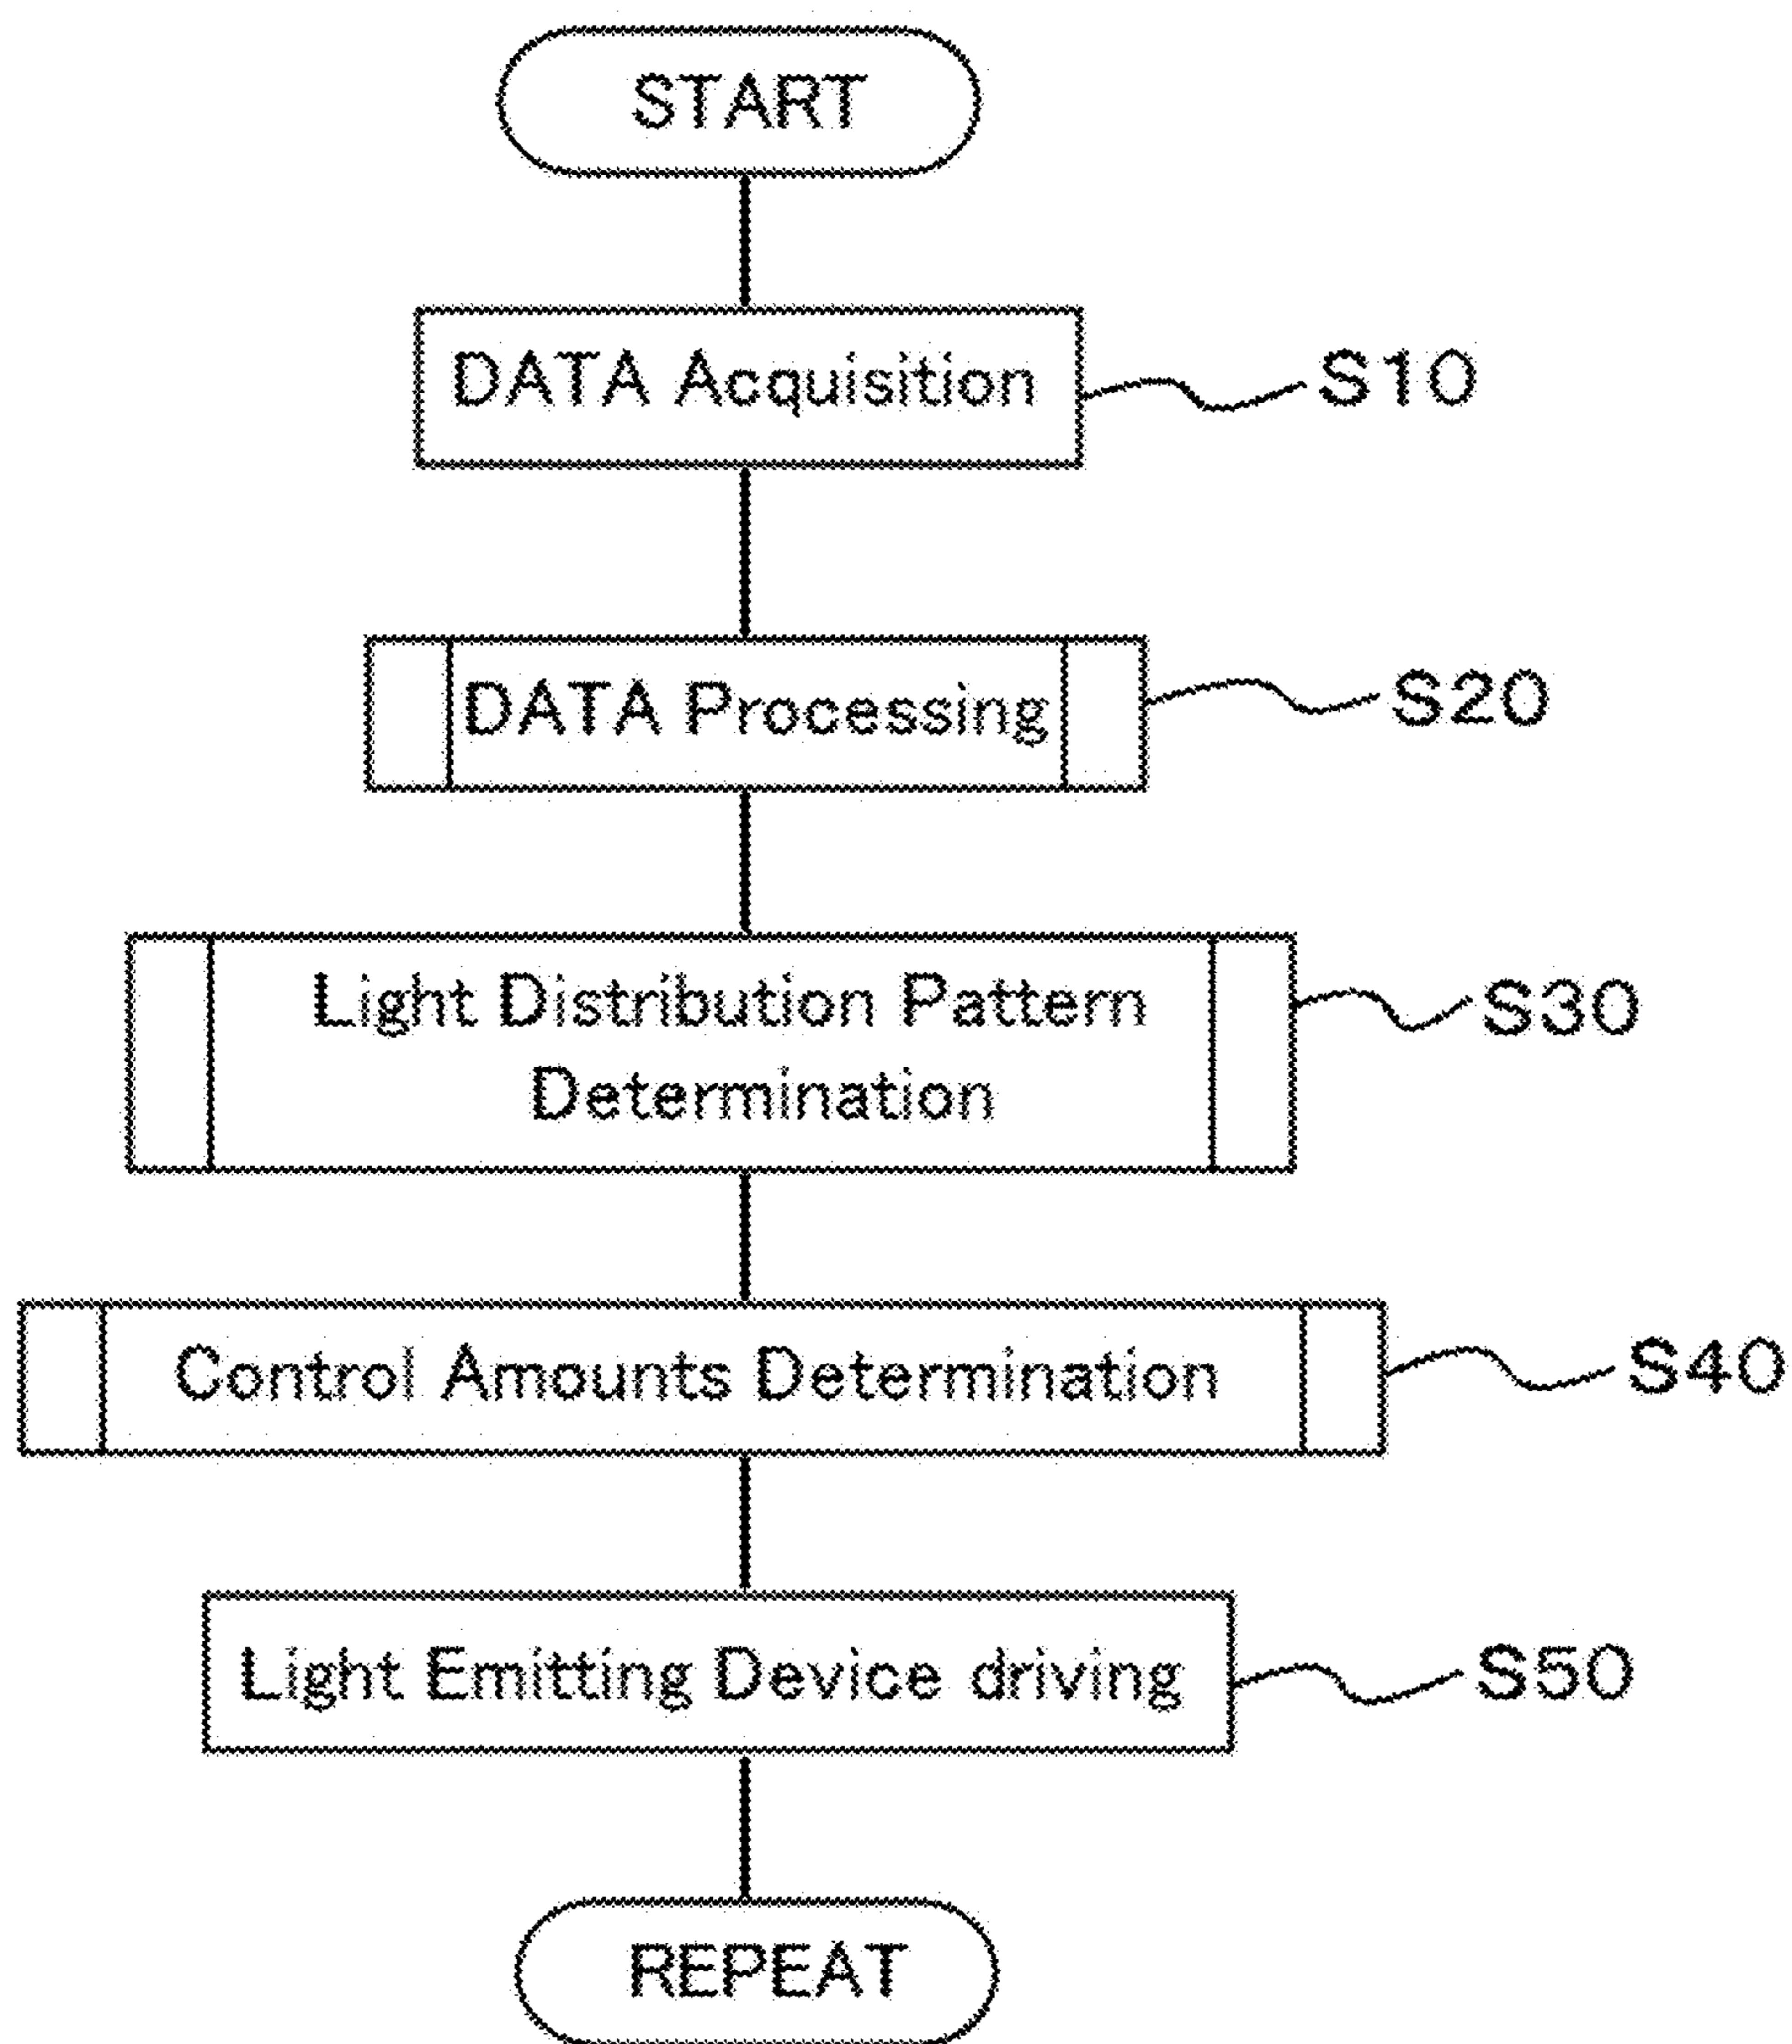 START
DATA Acquisition
S10
DATA Processing
S20
Light Distribution Pattern
Determination
S30
Control Amounts Determination
S40
Light Emitting Device driving
S50
REPEAT